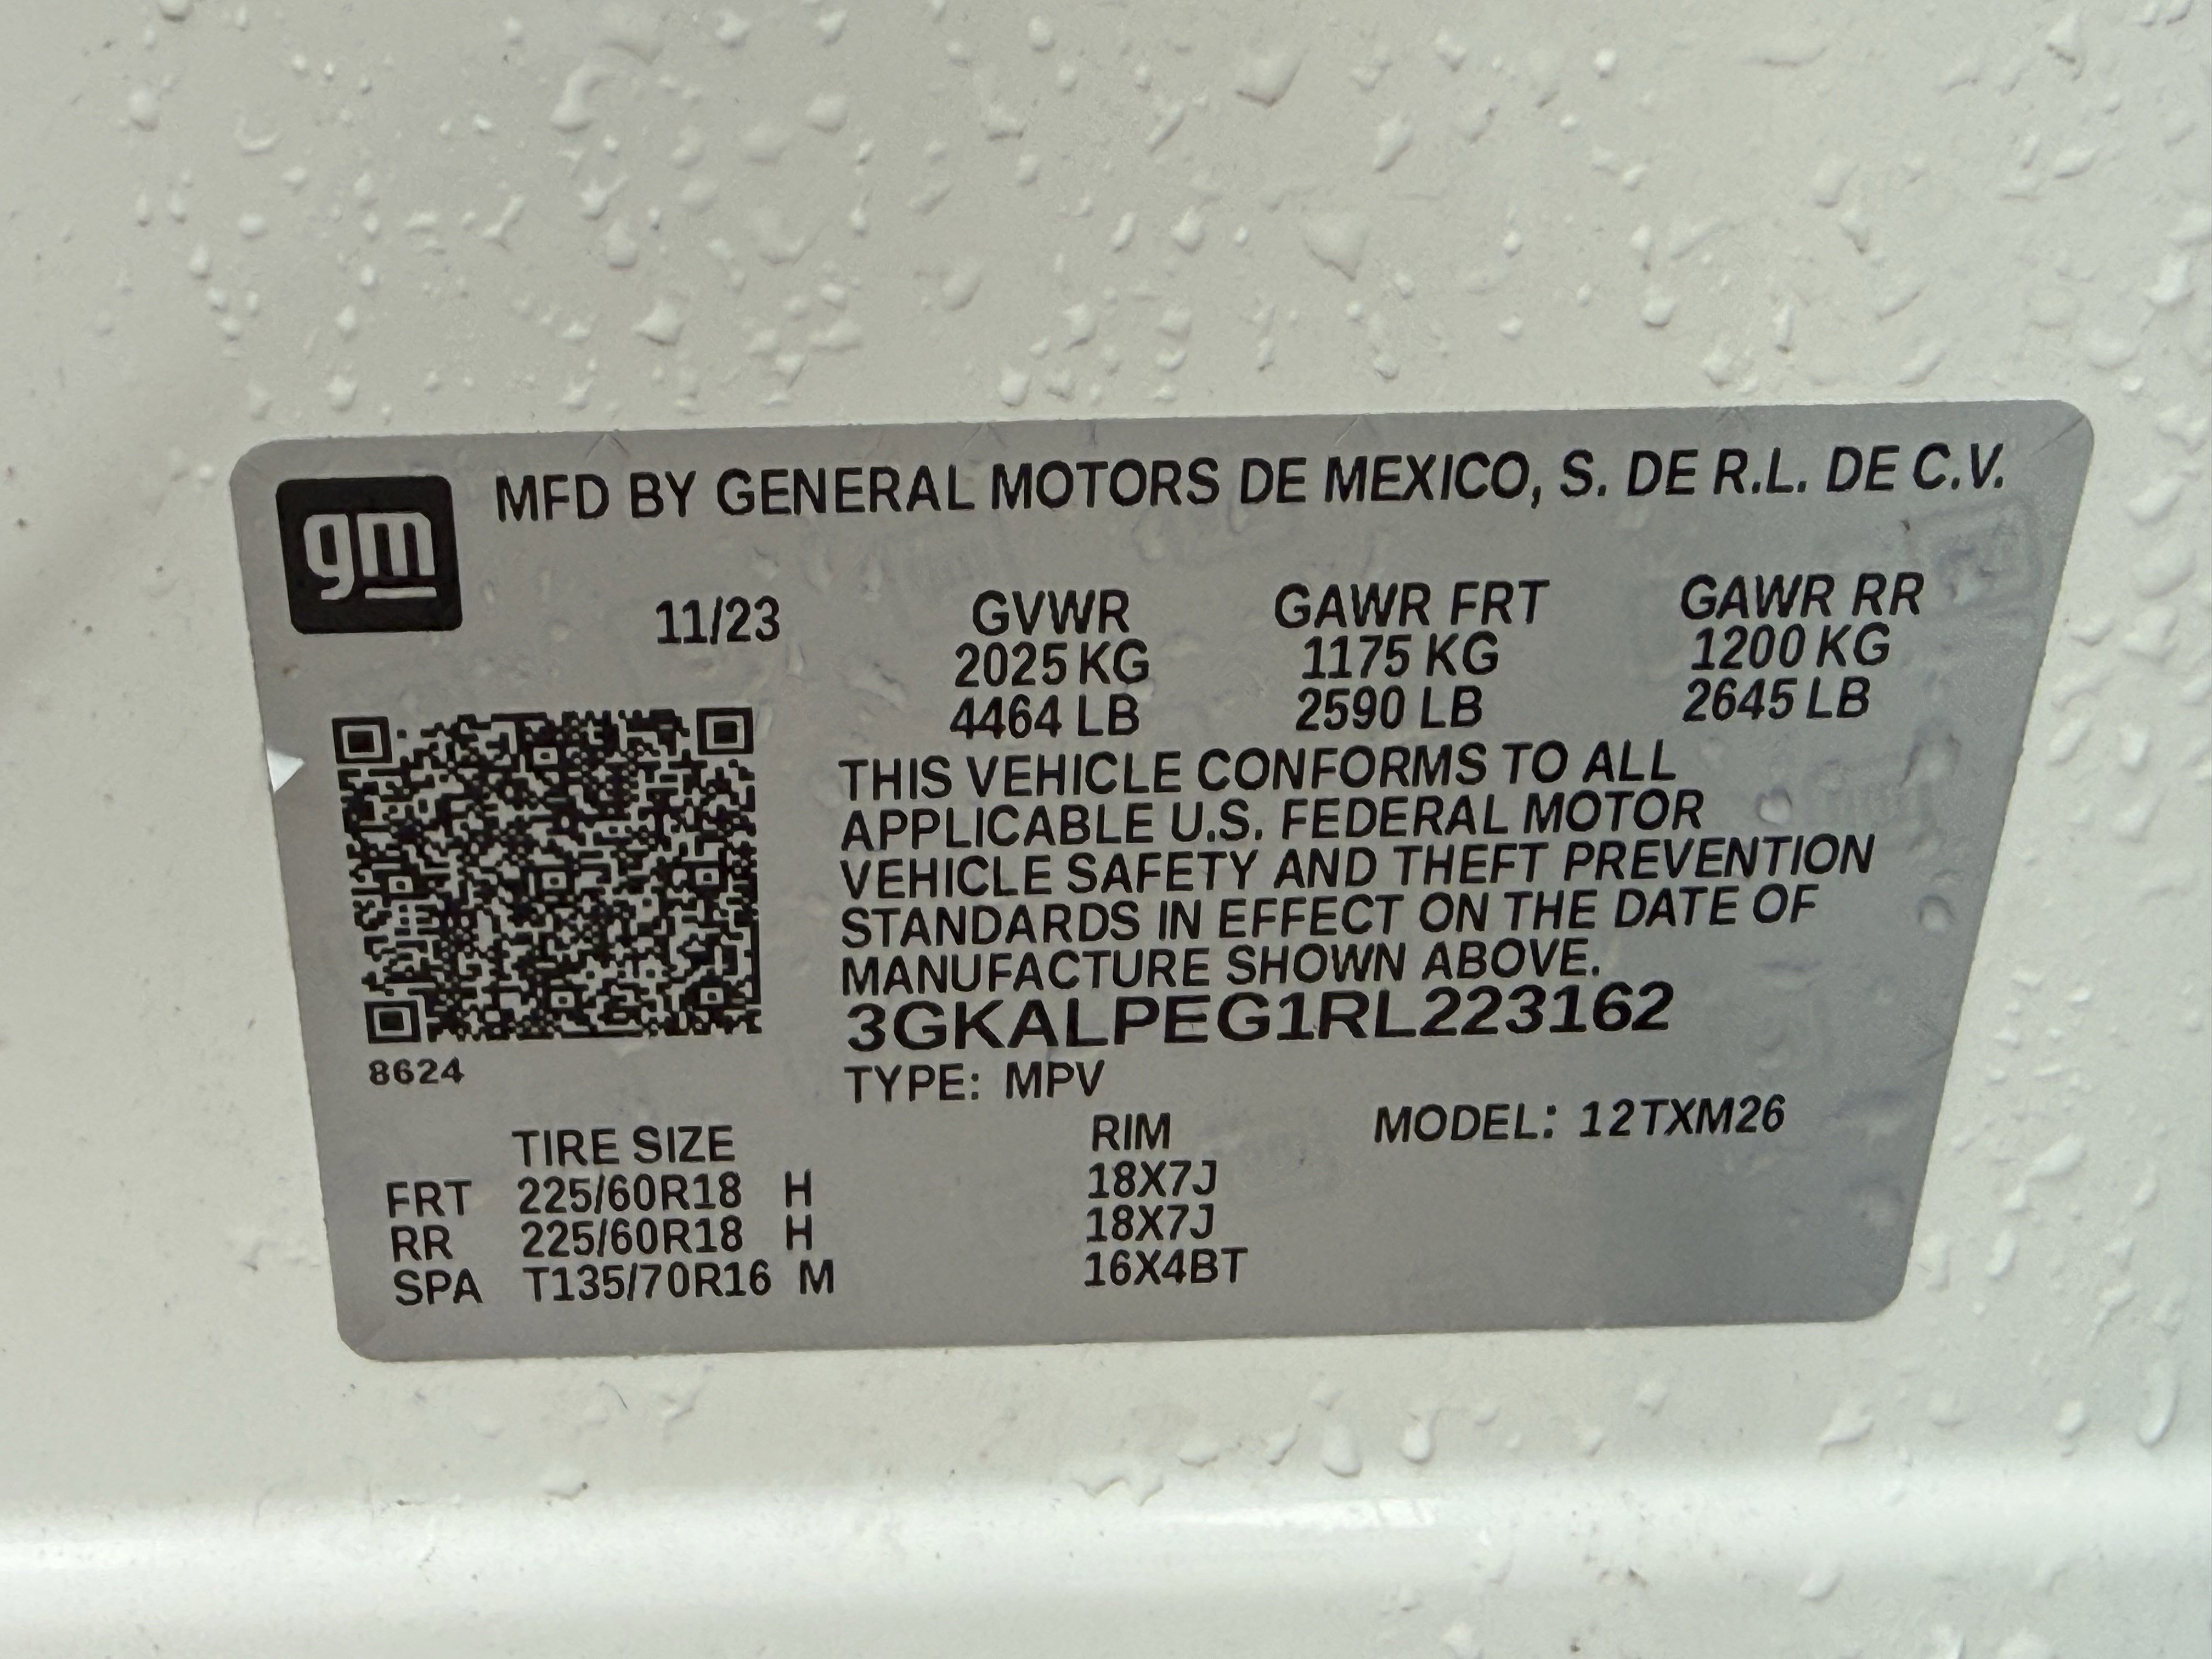 gm
MFD BY GENERAL MOTORS DE MEXICO, S. DE R.L. DE C.V.
11/23 GVWR GAWR FRT GAWR RR
2025 KG 1175 KG 1200 KG
4464 LB 2590 LB 2645 LB
THIS VEHICLE CONFORMS TO ALL
APPLICABLE U.S. FEDERAL MOTOR
VEHICLE SAFETY AND THEFT PREVENTION
STANDARDS IN EFFECT ON THE DATE OF
MANUFACTURE SHOWN ABOVE.
3GKALPEG1RL223162
8624
TYPE: MPV
MODEL: 12TXM26
TIRE SIZE RIM
FRT 225/60R18 H 18X7J
RR 225/60R18 H 18X7J
SPA T135/70R16 M 16X4BT